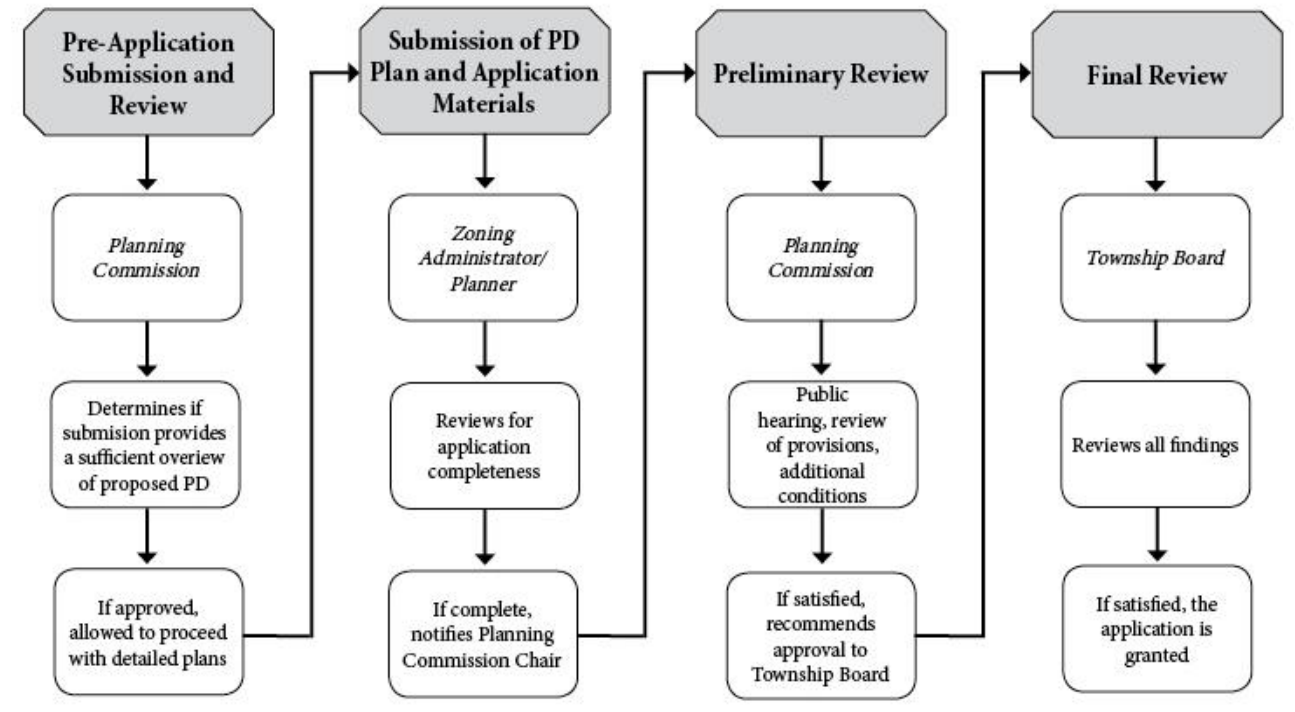 Pre-Application
Submission and
Review
Planning
Commission
Determines if
submision provides
a sufficient overiew
of proposed PD
If approved,
allowed to proceed
with detailed plans
Submission of PD
Plan and Application
Materials
Zoning
Administrator/
Planner
Reviews for
application
completeness
If complete,
notifies Planning
Commission Chair
Preliminary Review
Planning
Commission
Public
hearing, review
of provisions,
additional
conditions
If satisfied,
recommends
approval to
Township Board
Final Review
Township Board
Reviews all findings
If satisfied, the
application is
granted